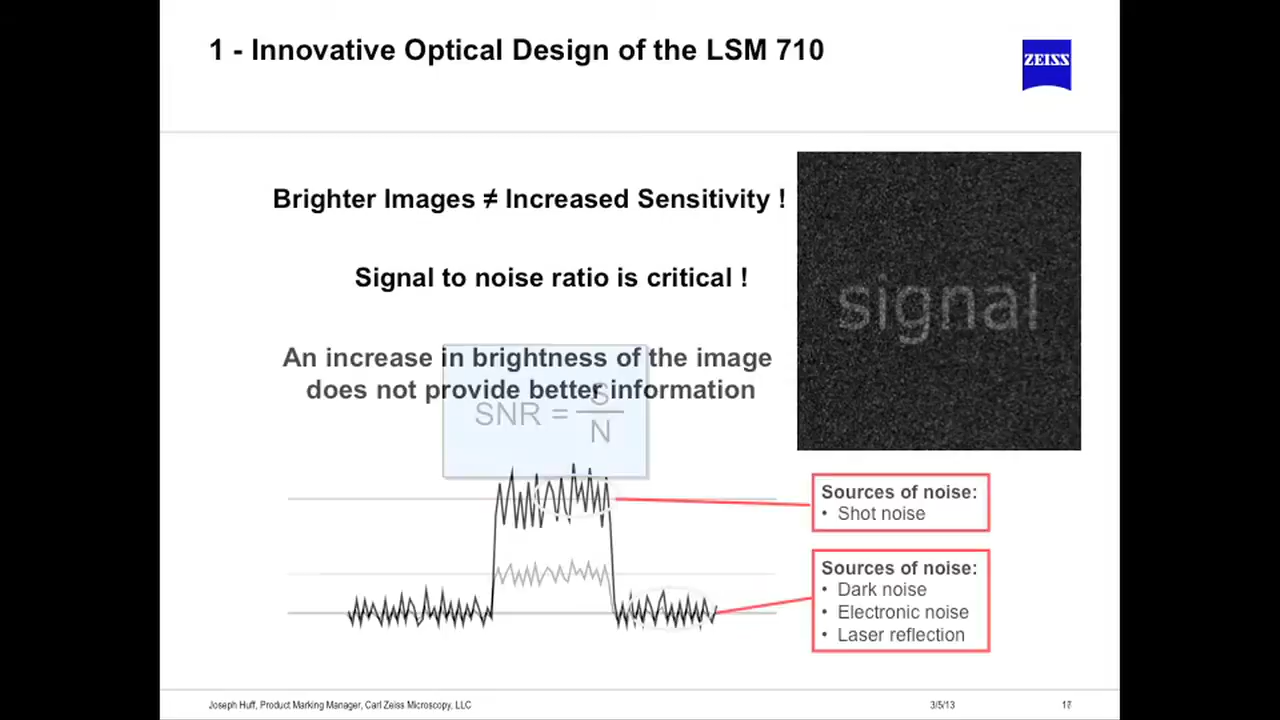 1 - Innovative Optical Design of the LSM 710
ZEISS
Brighter Images ≠ Increased Sensitivity !
Signal to noise ratio is critical !
An increase in brightness of the image
does not provide better information
SNR = S
N
signal
Sources of noise:
• Shot noise
Sources of noise:
• Dark noise
• Electronic noise
• Laser reflection
Joseph Huff, Product Marking Manager, Carl Zeiss Microscopy, LLC
3/5/13
17